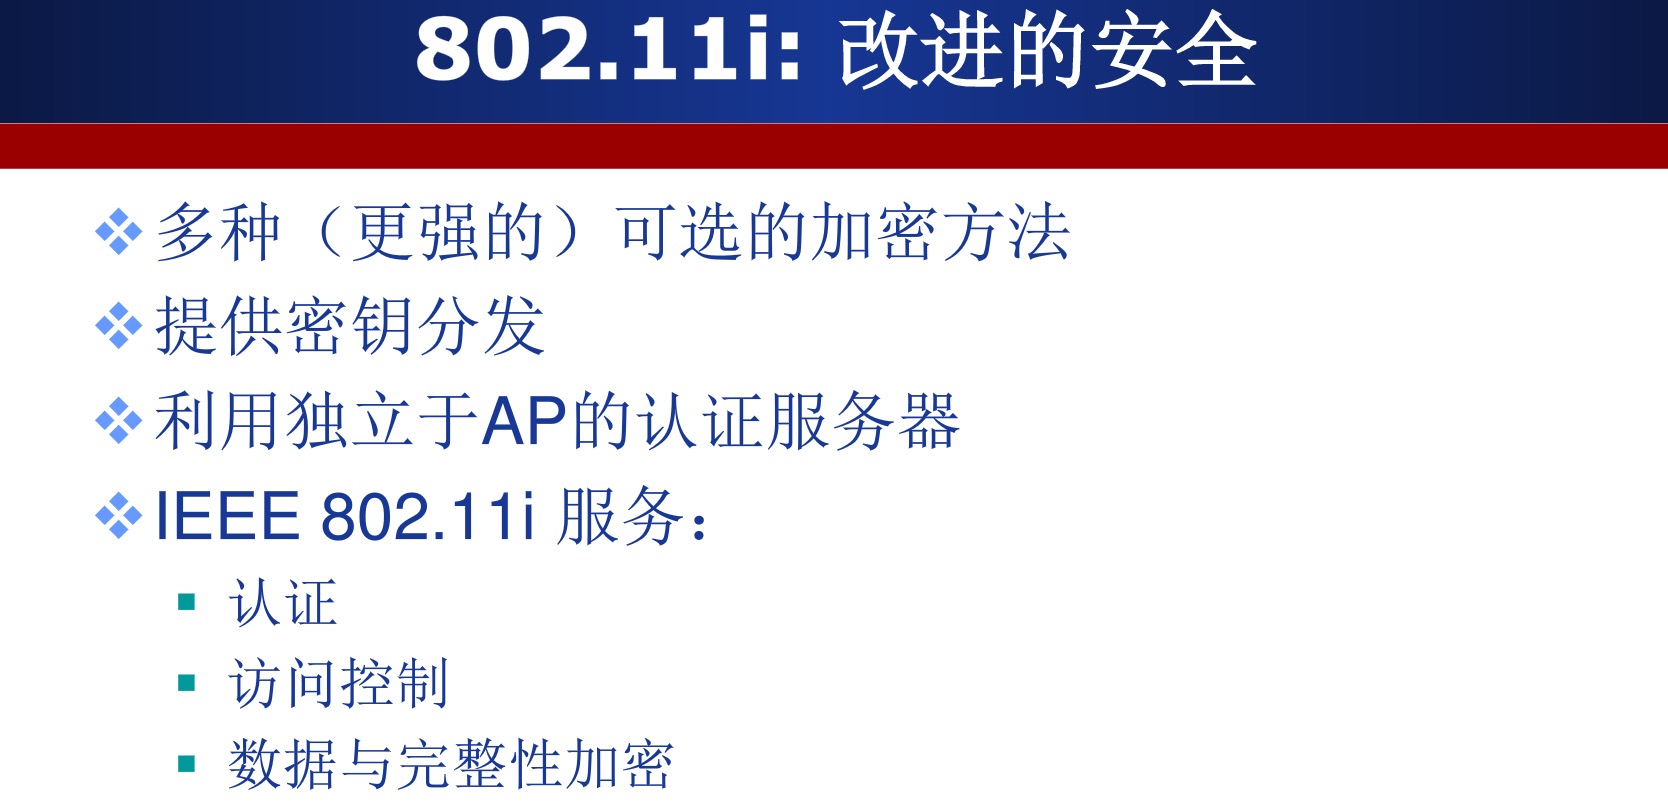 802.11i: 改进的安全
多种（更强的）可选的加密方法
提供密钥分发
利用独立于AP的认证服务器
IEEE 802.11i 服务：
认证
访问控制
数据与完整性加密